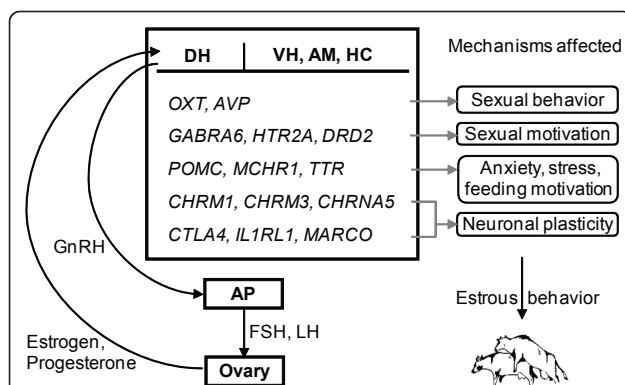 Mechanisms affected
DH VH, AM, HC
OXT, AVP
Sexual behavior
GABRA6, HTR2A, DRD2
Sexual motivation
POMC, MCHR1, TTR
Anxiety, stress,
feeding motivation
CHRM1, CHRM3, CHRNA5
Neuronal plasticity
CTLA4, IL1RL1, MARCO
GnRH
AP
Estrous behavior
FSH, LH
Estrogen,
Progesterone
Ovary